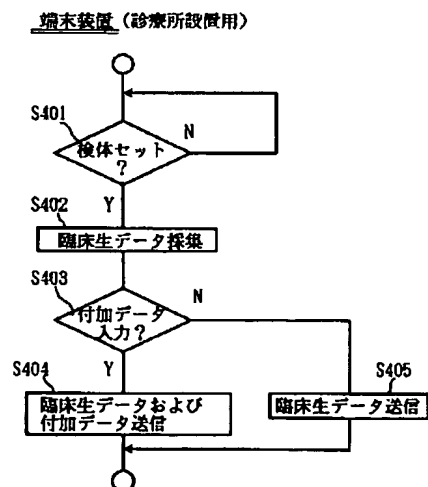 端末装置(診療所設置用)
S401
検体セット
?
N
Y
S402
臨床生データ採集
S403
付加データ
入力?
N
Y
S404
臨床生データおよび
付加データ送信
S405
臨床生データ送信